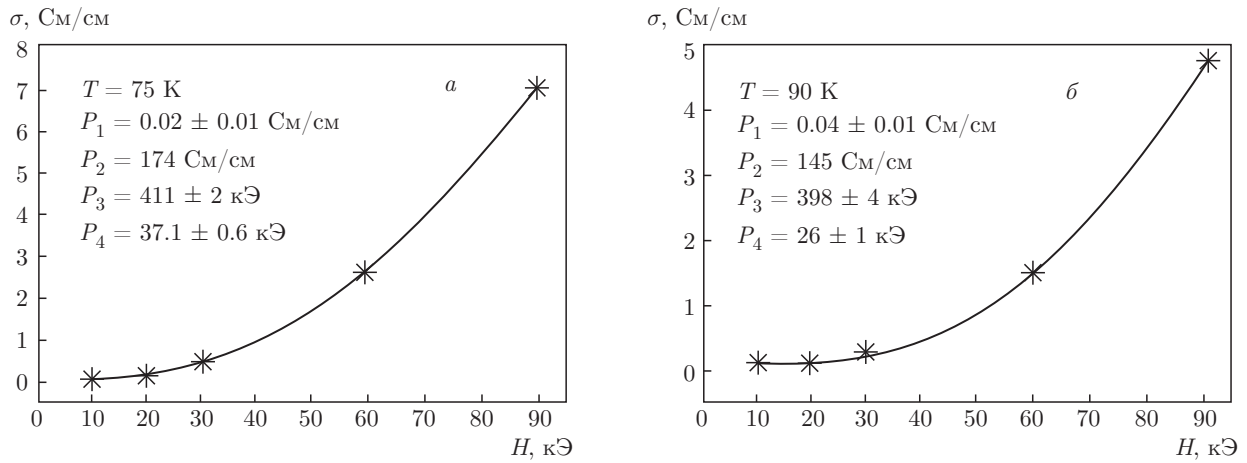 σ, См/см
8
7
6
5
4
3
2
1
0
T = 75 К
а
P₁ = 0.02 ± 0.01 См/см
P₂ = 174 См/см
P₃ = 411 ± 2 кЭ
P₄ = 37.1 ± 0.6 кЭ
0 10 20 30 40 50 60 70 80 90
H, кЭ
σ, См/см
5
4
3
2
1
0
T = 90 К
б
P₁ = 0.04 ± 0.01 См/см
P₂ = 145 См/см
P₃ = 398 ± 4 кЭ
P₄ = 26 ± 1 кЭ
0 10 20 30 40 50 60 70 80 90
H, кЭ